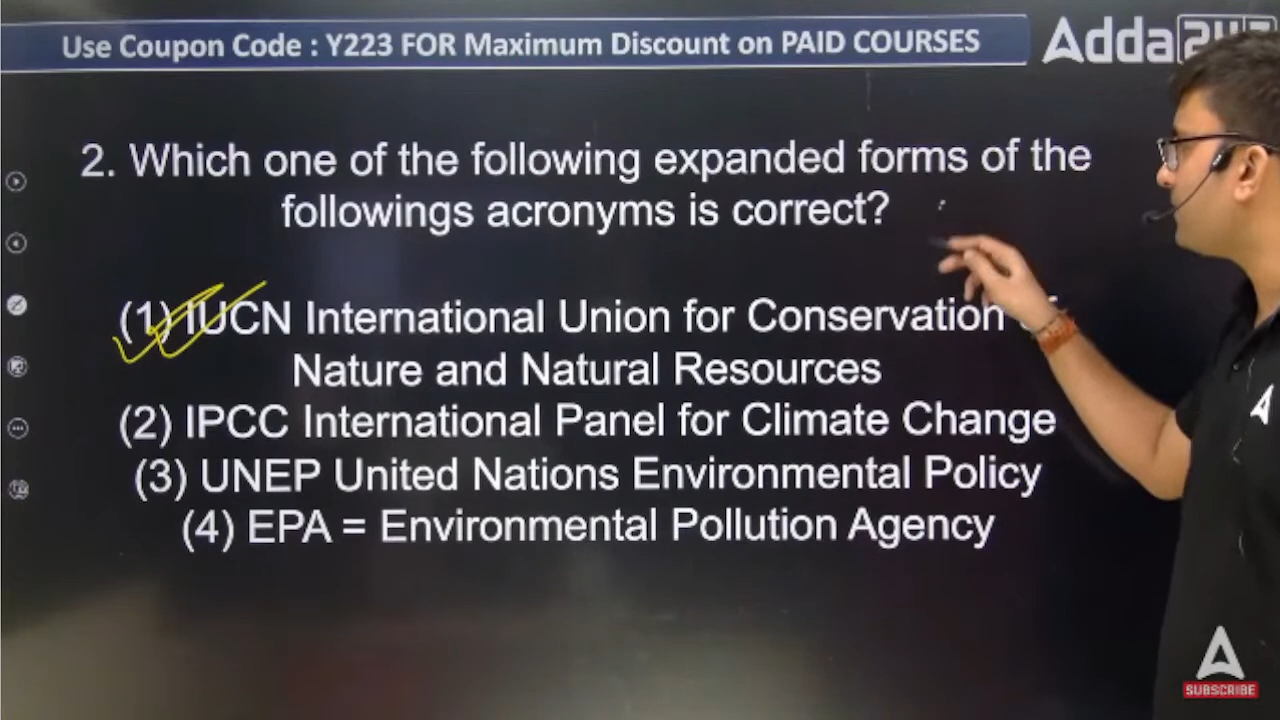 Use Coupon Code : Y223 FOR Maximum Discount on PAID COURSES
Adda247
2. Which one of the following expanded forms of the
followings acronyms is correct?
(1) IUCN International Union for Conservation of
Nature and Natural Resources
(2) IPCC International Panel for Climate Change
(3) UNEP United Nations Environmental Policy
(4) EPA = Environmental Pollution Agency
SUBSCRIBE